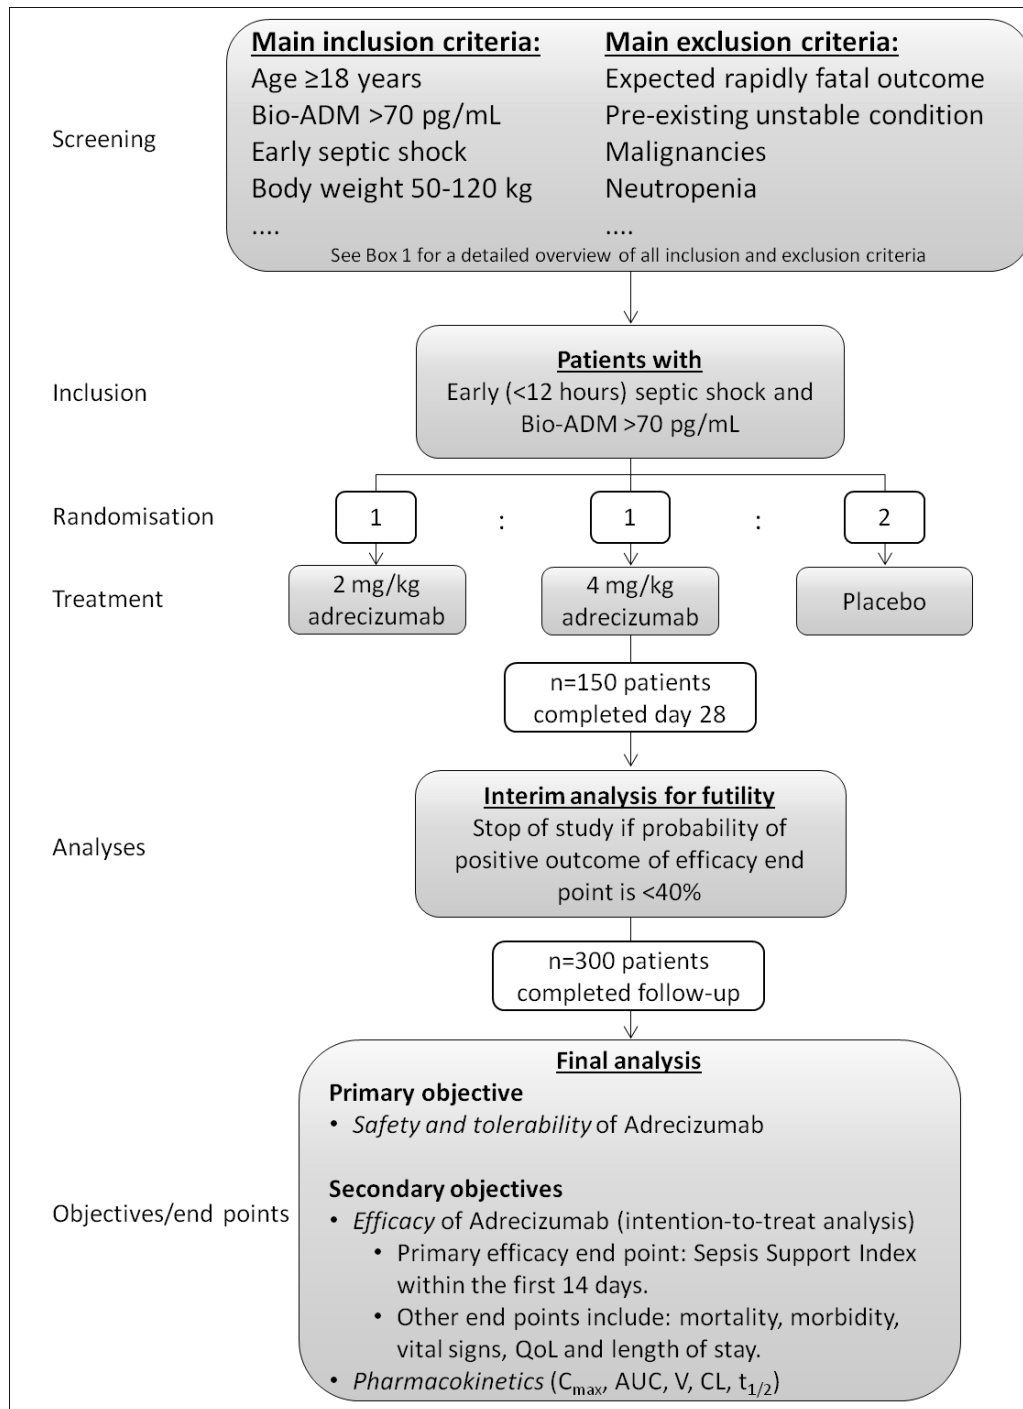 Main inclusion criteria:
Age ≥18 years
Bio-ADM >70 pg/mL
Early septic shock
Body weight 50-120 kg
....
Main exclusion criteria:
Expected rapidly fatal outcome
Pre-existing unstable condition
Malignancies
Neutropenia
....
See Box 1 for a detailed overview of all inclusion and exclusion criteria
Screening
Inclusion
Patients with
Early (<12 hours) septic shock and
Bio-ADM >70 pg/mL
Randomisation
1 : 1 : 2
Treatment
2 mg/kg
adrecizumab
4 mg/kg
adrecizumab
Placebo
n=150 patients
completed day 28
Analyses
Interim analysis for futility
Stop of study if probability of
positive outcome of efficacy end
point is <40%
n=300 patients
completed follow-up
Objectives/end points
Final analysis
Primary objective
• Safety and tolerability of Adrecizumab
Secondary objectives
• Efficacy of Adrecizumab (intention-to-treat analysis)
• Primary efficacy end point: Sepsis Support Index
within the first 14 days.
• Other end points include: mortality, morbidity,
vital signs, QoL and length of stay.
• Pharmacokinetics (Cmax, AUC, V, CL, t1/2)